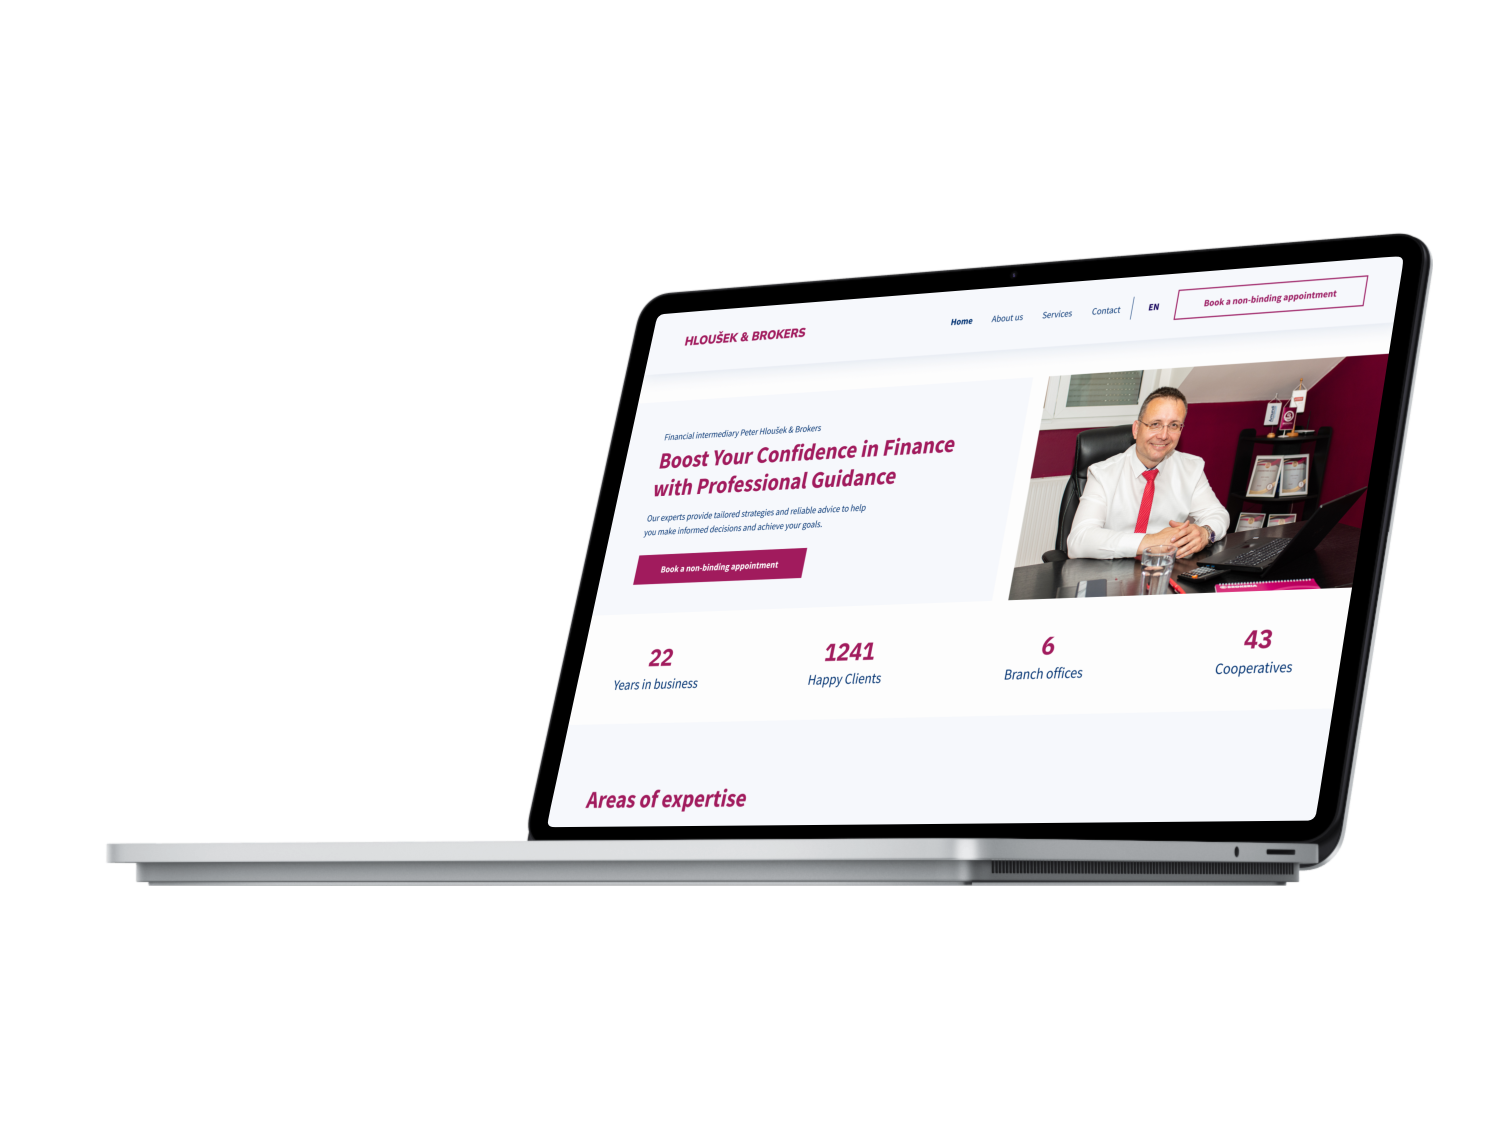 HLOUŠEK & BROKERS
Home
About us
Services
Contact
EN
Book a non-binding appointment
Financial intermediary Peter Hloušek & Brokers
Boost Your Confidence in Finance
with Professional Guidance
Our experts provide tailored strategies and reliable advice to help
you make informed decisions and achieve your goals.
Book a non-binding appointment
22
Years in business
1241
Happy Clients
6
Branch offices
43
Cooperatives
Areas of expertise